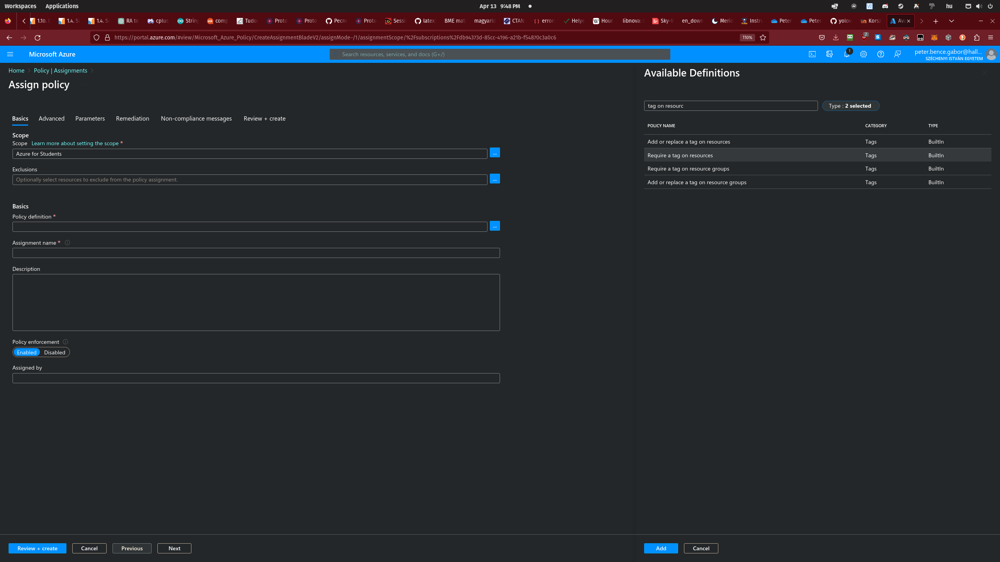 Workspaces Applications Apr 13 9:48 PM hu
1.10. 1.4. S 1.4. S RA to cplus String comp Tudo Proto Proto Pecne Proto Sessi latex BME mat magyarld CTAN error Helye Hour libnova: Sky-W en_down Merid Instru Peter Peter yolov Korsz Ava
https://portal.azure.com/#view/Microsoft_Azure_Policy/CreateAssignmentBladeV2/assignMode~/1/assignmentScope/%2Fsubscriptions%2Fdb94373d-85cc-4196-a21b-f54870c3a0c6 110% 2
Microsoft Azure Search resources, services, and docs (G+/) 1 peter.bence.gabor@hall...
SZÉCHENYI ISTVÁN EGYETEM
Home Policy | Assignments
Assign policy
Basics Advanced Parameters Remediation Non-compliance messages Review + create
Scope
Scope Learn more about setting the scope *
Azure for Students ...
Exclusions
Optionally select resources to exclude from the policy assignment. ...
Basics
Policy definition *
...
Assignment name *
Description
Policy enforcement
Enabled Disabled
Assigned by
Review + create Cancel Previous Next
Available Definitions
tag on resourc Type : 2 selected
POLICY NAME CATEGORY TYPE
Add or replace a tag on resources Tags BuiltIn
Require a tag on resources Tags BuiltIn
Require a tag on resource groups Tags BuiltIn
Add or replace a tag on resource groups Tags BuiltIn
Add Cancel